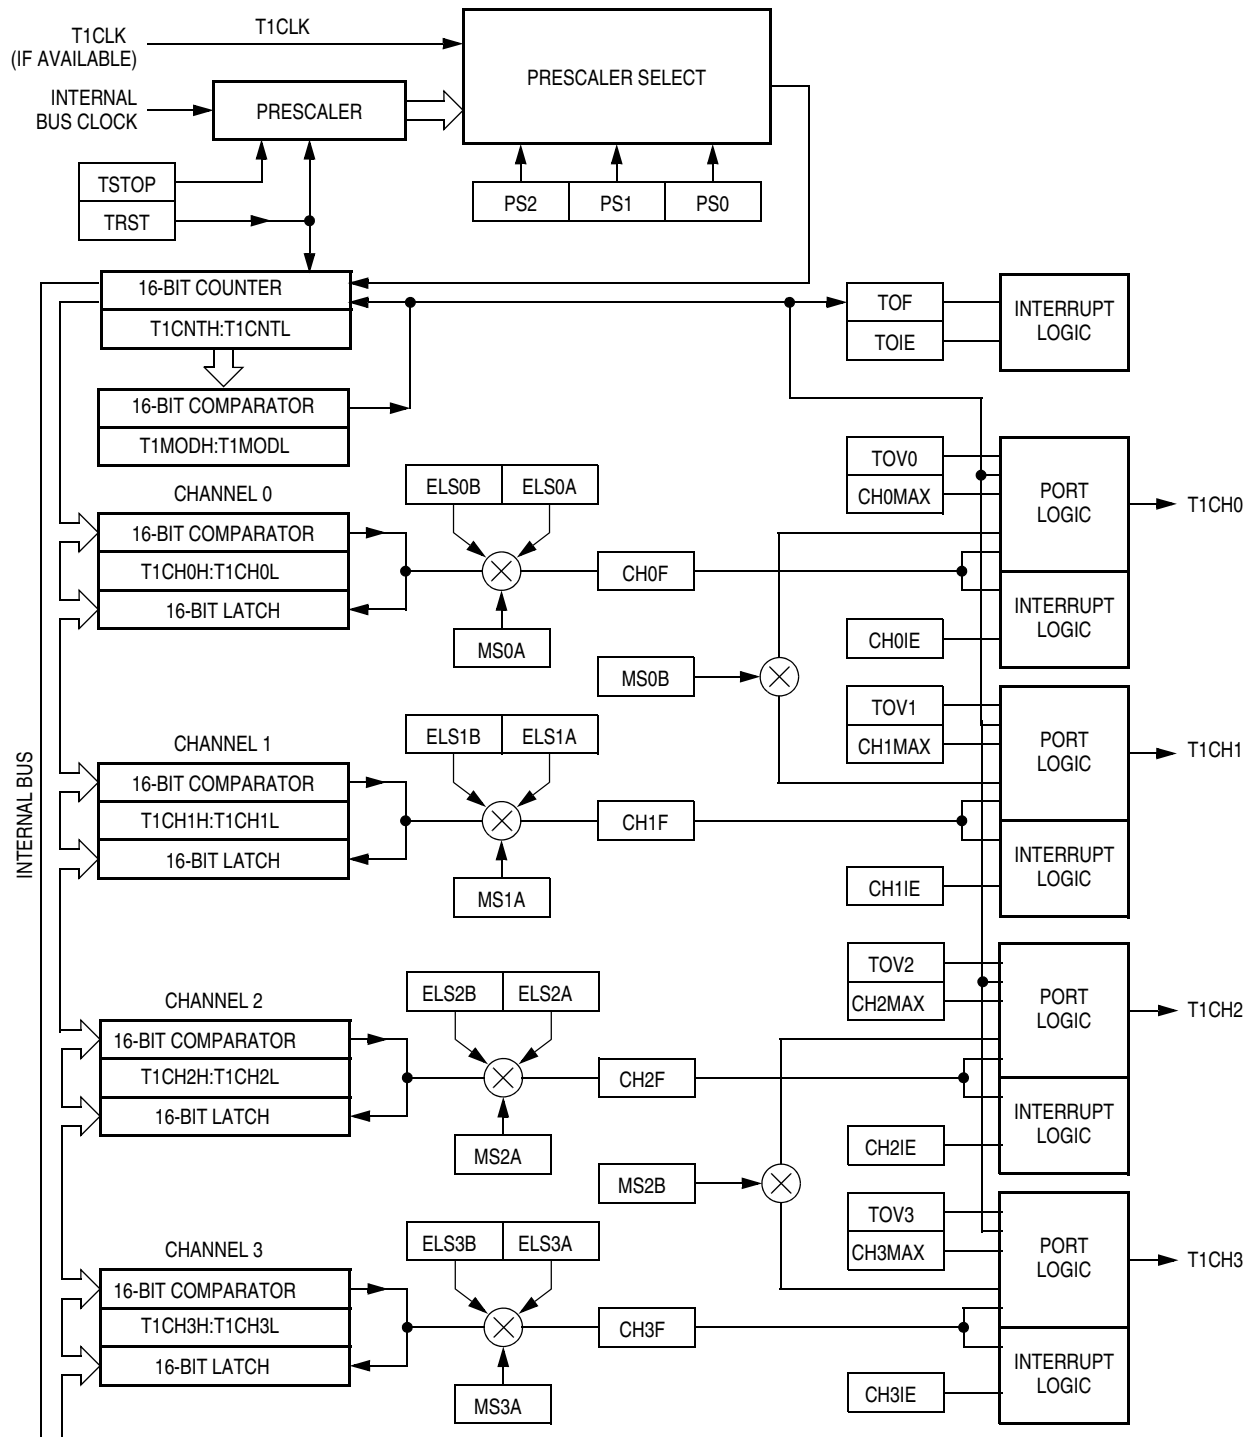 T1CLK
(IF AVAILABLE)
T1CLK
PRESCALER SELECT
INTERNAL
BUS CLOCK
PRESCALER
TSTOP
TRST
PS2
PS1
PS0
16-BIT COUNTER
T1CNTH:T1CNTL
TOF
TOIE
INTERRUPT
LOGIC
16-BIT COMPARATOR
T1MODH:T1MODL
CHANNEL 0
16-BIT COMPARATOR
T1CH0H:T1CH0L
16-BIT LATCH
ELS0B
ELS0A
MS0A
CH0F
MS0B
TOV0
CH0MAX
PORT
LOGIC
T1CH0
INTERRUPT
LOGIC
CH0IE
INTERNAL BUS
CHANNEL 1
16-BIT COMPARATOR
T1CH1H:T1CH1L
16-BIT LATCH
ELS1B
ELS1A
MS1A
CH1F
TOV1
CH1MAX
PORT
LOGIC
T1CH1
INTERRUPT
LOGIC
CH1IE
CHANNEL 2
16-BIT COMPARATOR
T1CH2H:T1CH2L
16-BIT LATCH
ELS2B
ELS2A
MS2A
CH2F
MS2B
TOV2
CH2MAX
PORT
LOGIC
T1CH2
INTERRUPT
LOGIC
CH2IE
CHANNEL 3
16-BIT COMPARATOR
T1CH3H:T1CH3L
16-BIT LATCH
ELS3B
ELS3A
MS3A
CH3F
TOV3
CH3MAX
PORT
LOGIC
T1CH3
INTERRUPT
LOGIC
CH3IE